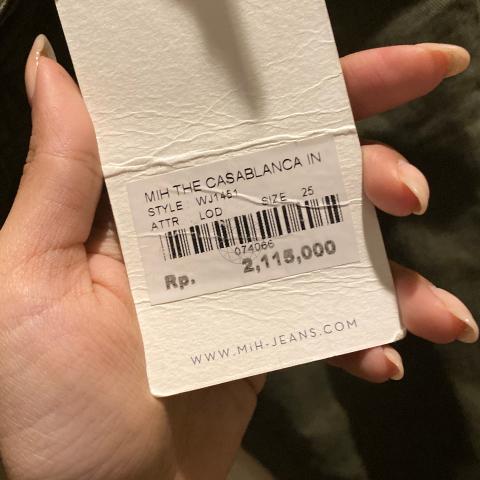 MIH THE CASABLANCA IN
STYLE WJ1451
ATTR LOD SIZE 25
074066
Rp. 2,115,000
WWW.MiH-JEANS.COM